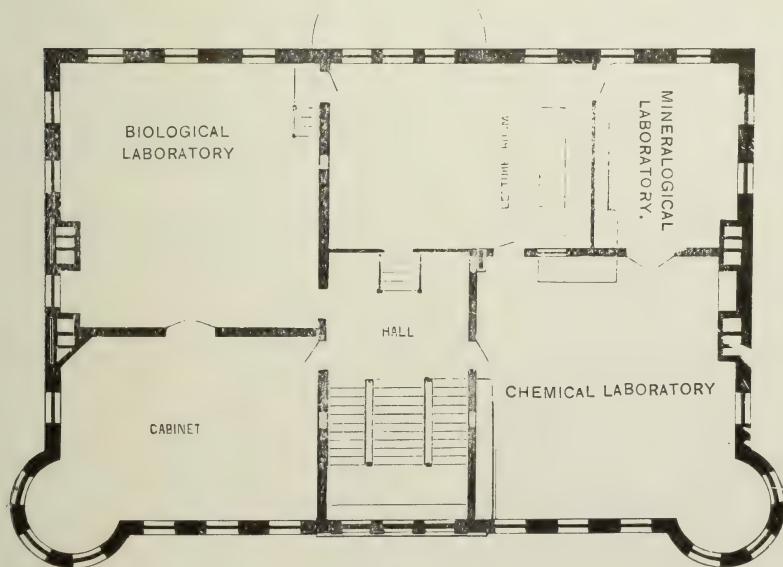 BIOLOGICAL
LABORATORY
MINERALOGICAL
LABORATORY.
HALL
CHEMICAL LABORATORY
CABINET